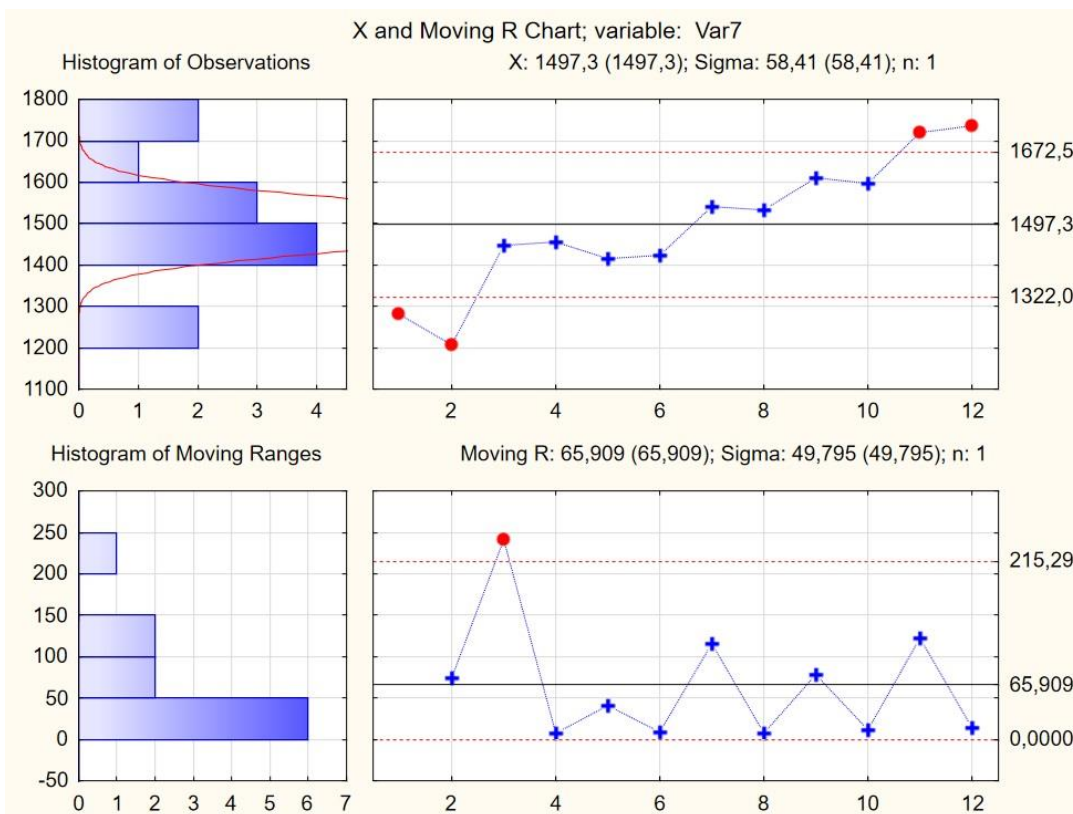 X and Moving R Chart; variable: Var7
Histogram of Observations
X: 1497,3 (1497,3); Sigma: 58,41 (58,41); n: 1
1800
1700
1600
1500
1400
1300
1200
1100
0 1 2 3 4
1672,5
1497,3
1322,0
2 4 6 8 10 12
Histogram of Moving Ranges
Moving R: 65,909 (65,909); Sigma: 49,795 (49,795); n: 1
300
250
200
150
100
50
0
-50
0 1 2 3 4 5 6 7
215,29
65,909
0,0000
2 4 6 8 10 12